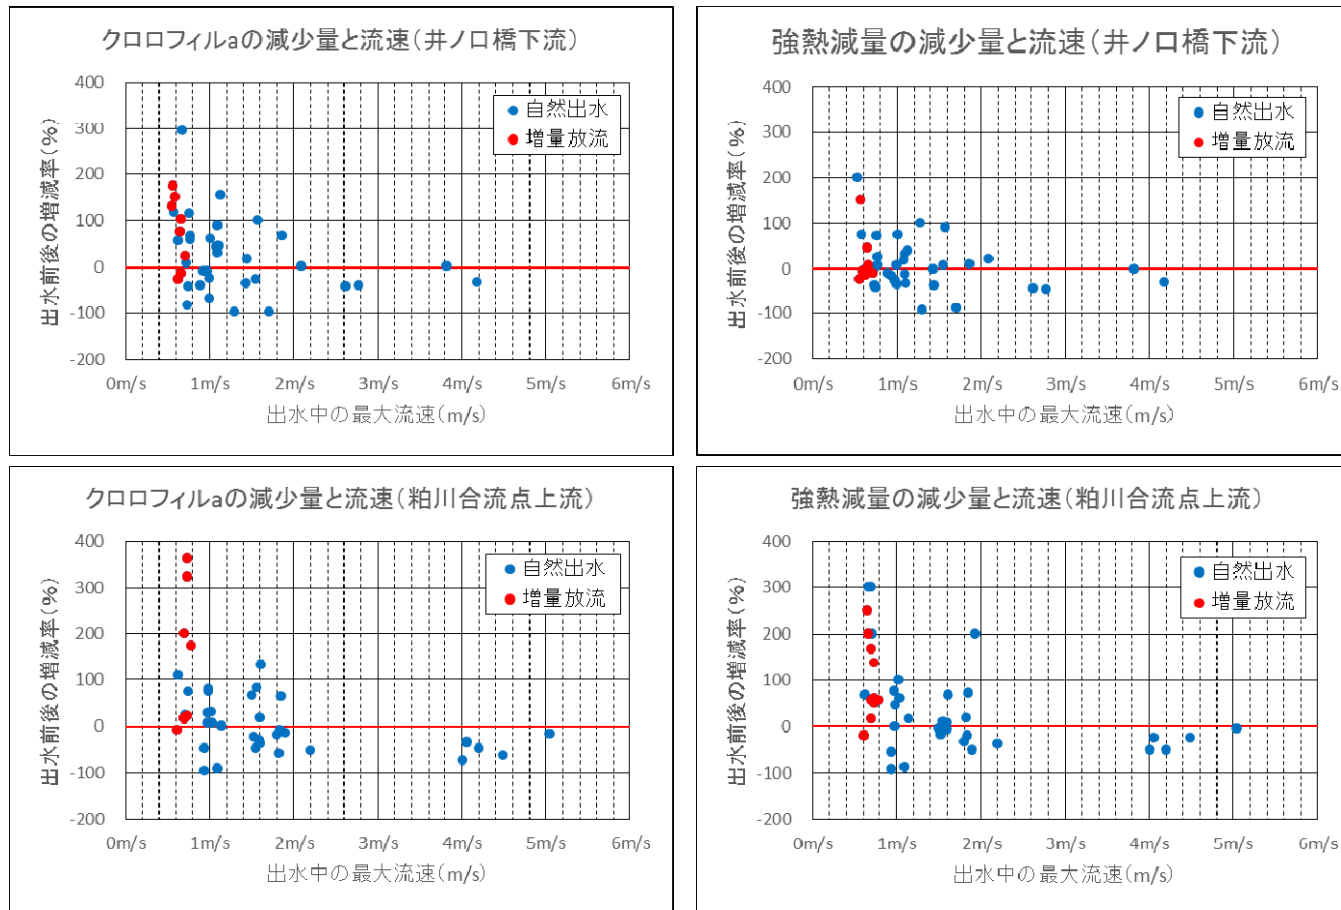 クロロフィルaの減少量と流速(井ノ口橋下流)
出水前後の増減率(%)
400
300
200
100
0
-100
-200
自然出水
増量放流
0m/s 1m/s 2m/s 3m/s 4m/s 5m/s 6m/s
出水中の最大流速(m/s)
強熱減量の減少量と流速(井ノ口橋下流)
出水前後の増減率(%)
400
300
200
100
0
-100
-200
自然出水
増量放流
0m/s 1m/s 2m/s 3m/s 4m/s 5m/s 6m/s
出水中の最大流速(m/s)
クロロフィルaの減少量と流速(粕川合流点上流)
出水前後の増減率(%)
400
300
200
100
0
-100
-200
自然出水
増量放流
0m/s 1m/s 2m/s 3m/s 4m/s 5m/s 6m/s
出水中の最大流速(m/s)
強熱減量の減少量と流速(粕川合流点上流)
出水前後の増減率(%)
400
300
200
100
0
-100
-200
自然出水
増量放流
0m/s 1m/s 2m/s 3m/s 4m/s 5m/s 6m/s
出水中の最大流速(m/s)